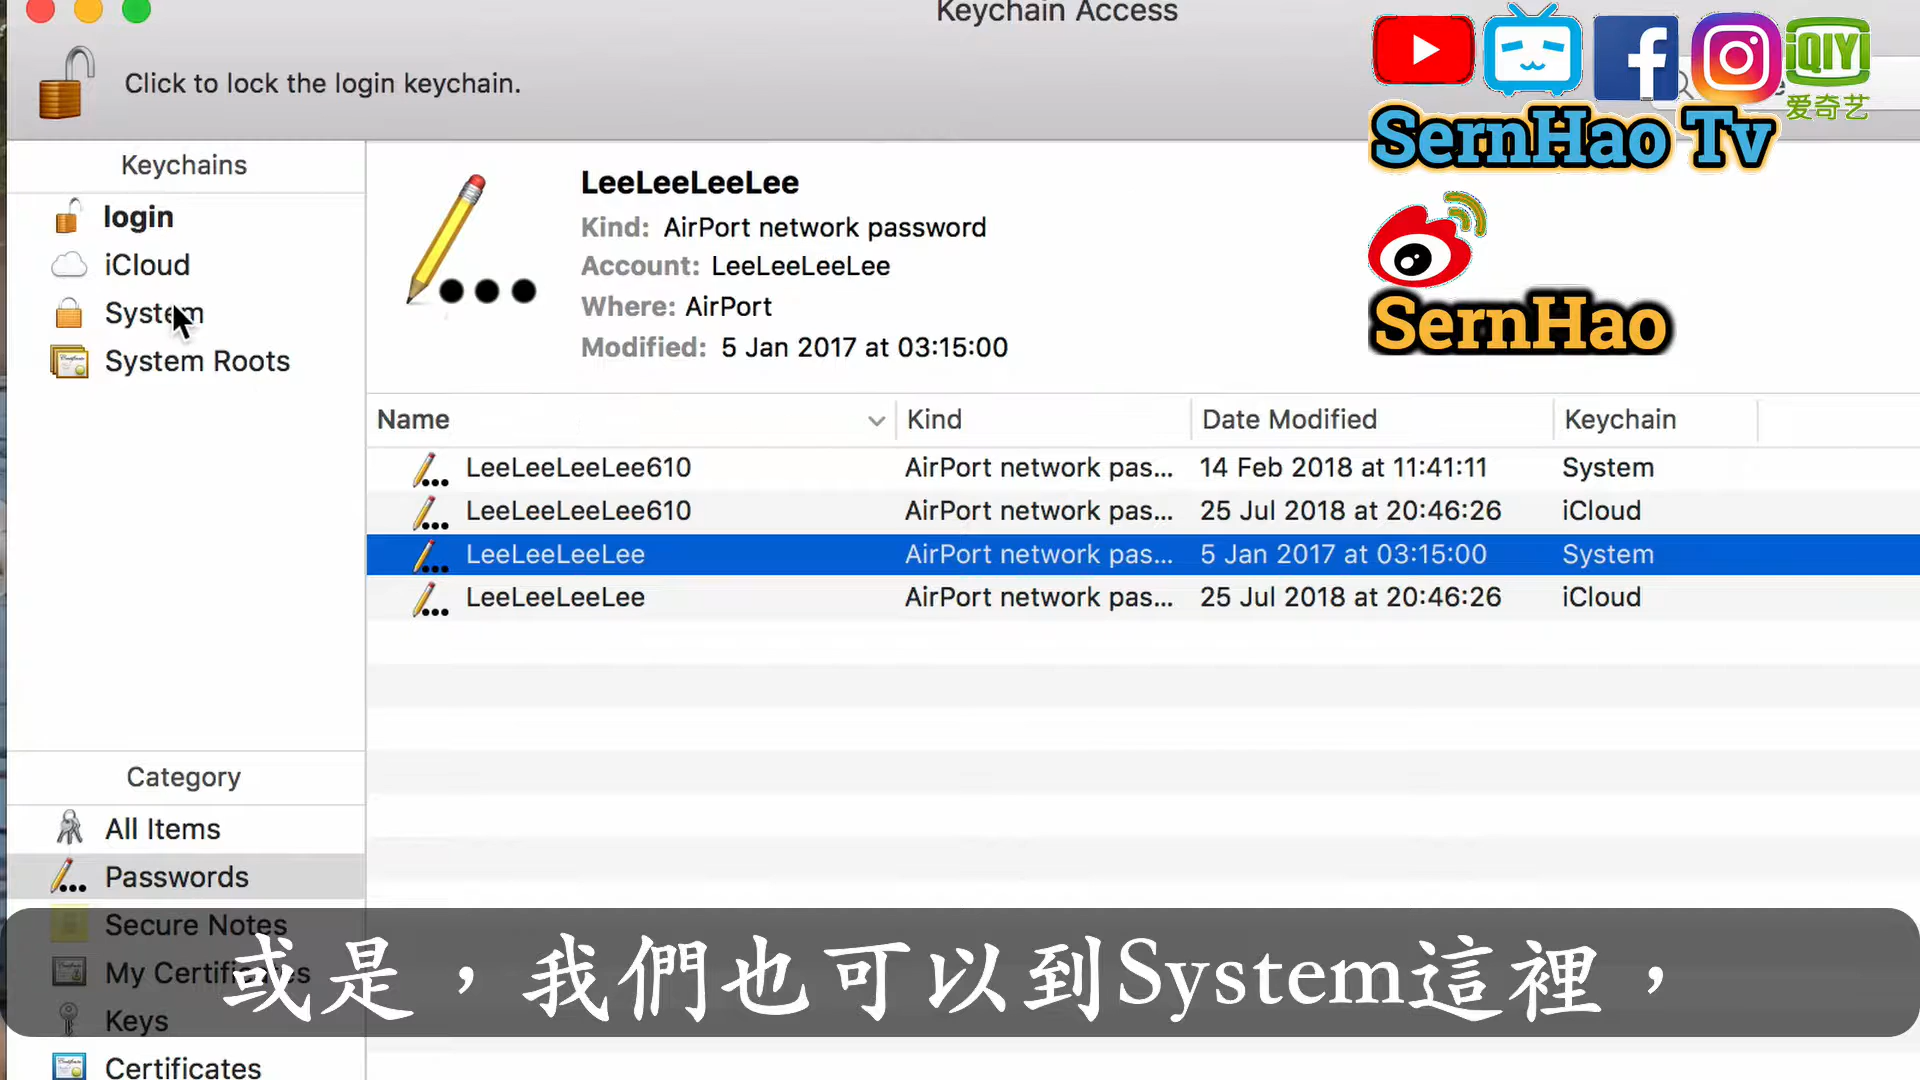 Keychain Access
Click to lock the login keychain.
iQIYI
爱奇艺
SernHao Tv
SernHao
Keychains
login
iCloud
System
System Roots
LeeLeeLeeLee
Kind: AirPort network password
Account: LeeLeeLeeLee
Where: AirPort
Modified: 5 Jan 2017 at 03:15:00
Name Kind Date Modified Keychain
LeeLeeLeeLee610 AirPort network pas... 14 Feb 2018 at 11:41:11 System
LeeLeeLeeLee610 AirPort network pas... 25 Jul 2018 at 20:46:26 iCloud
LeeLeeLeeLee AirPort network pas... 5 Jan 2017 at 03:15:00 System
LeeLeeLeeLee AirPort network pas... 25 Jul 2018 at 20:46:26 iCloud
Category
All Items
Passwords
Secure Notes
My Certificates
Keys
Certificates
或是，我們也可以到System這裡，